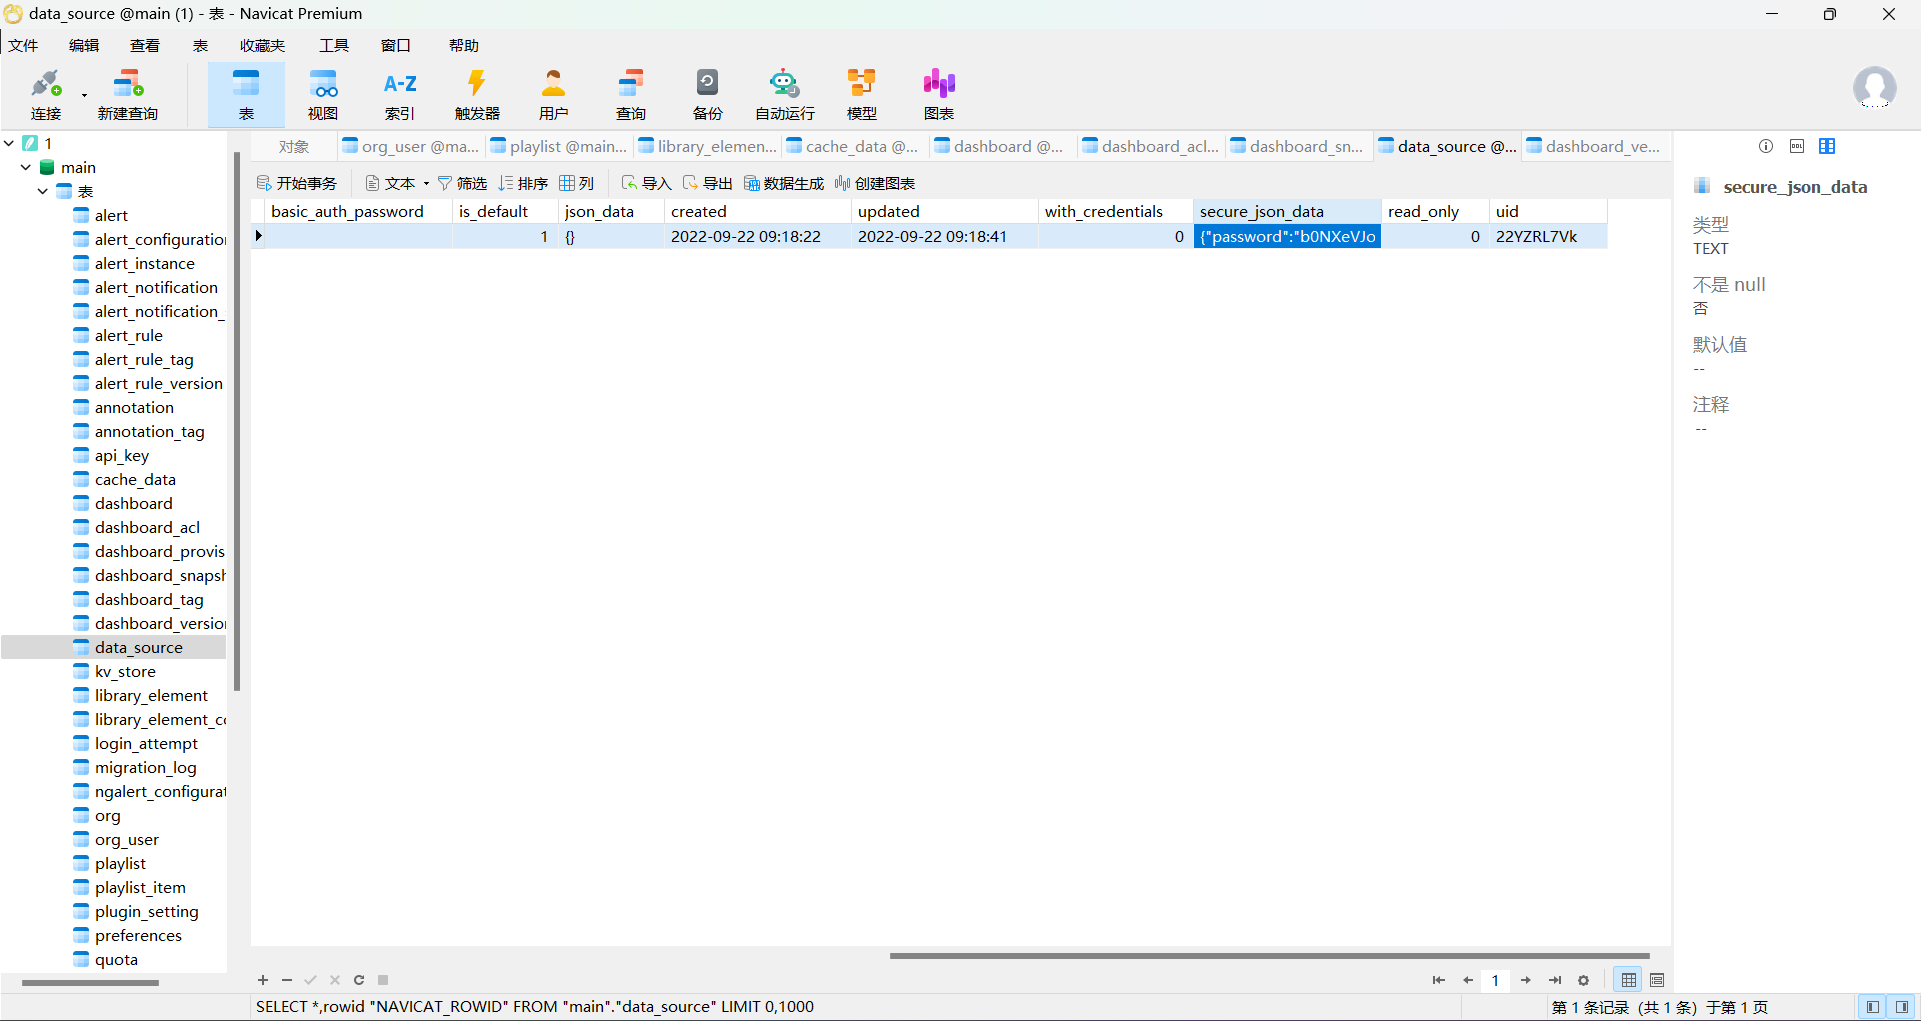 data_source @main (1) - 表 - Navicat Premium
文件 编辑 查看 表 收藏夹 工具 窗口 帮助
连接 新建查询 表 视图 A-Z 索引 触发器 用户 查询 备份 自动运行 模型 图表
1
main
表
alert
alert_configuration
alert_instance
alert_notification
alert_notification_
alert_rule
alert_rule_tag
alert_rule_version
annotation
annotation_tag
api_key
cache_data
dashboard
dashboard_acl
dashboard_provis
dashboard_snapsh
dashboard_tag
dashboard_version
data_source
kv_store
library_element
library_element_co
login_attempt
migration_log
ngalert_configurat
org
org_user
playlist
playlist_item
plugin_setting
preferences
quota
对象 org_user @ma... playlist @main... library_elemen... cache_data @... dashboard @... dashboard_acl... dashboard_sn... data_source @... dashboard_ve...
开始事务 文本 筛选 排序 列 导入 导出 数据生成 创建图表
basic_auth_password is_default json_data created updated with_credentials secure_json_data read_only uid
1 {} 2022-09-22 09:18:22 2022-09-22 09:18:41 0 {"password":"b0NXeVJo 0 22YZRL7Vk
DDL
secure_json_data
类型
TEXT
不是 null
否
默认值
--
注释
--
1
SELECT *,rowid "NAVICAT_ROWID" FROM "main"."data_source" LIMIT 0,1000
第 1 条记录 (共 1 条) 于第 1 页